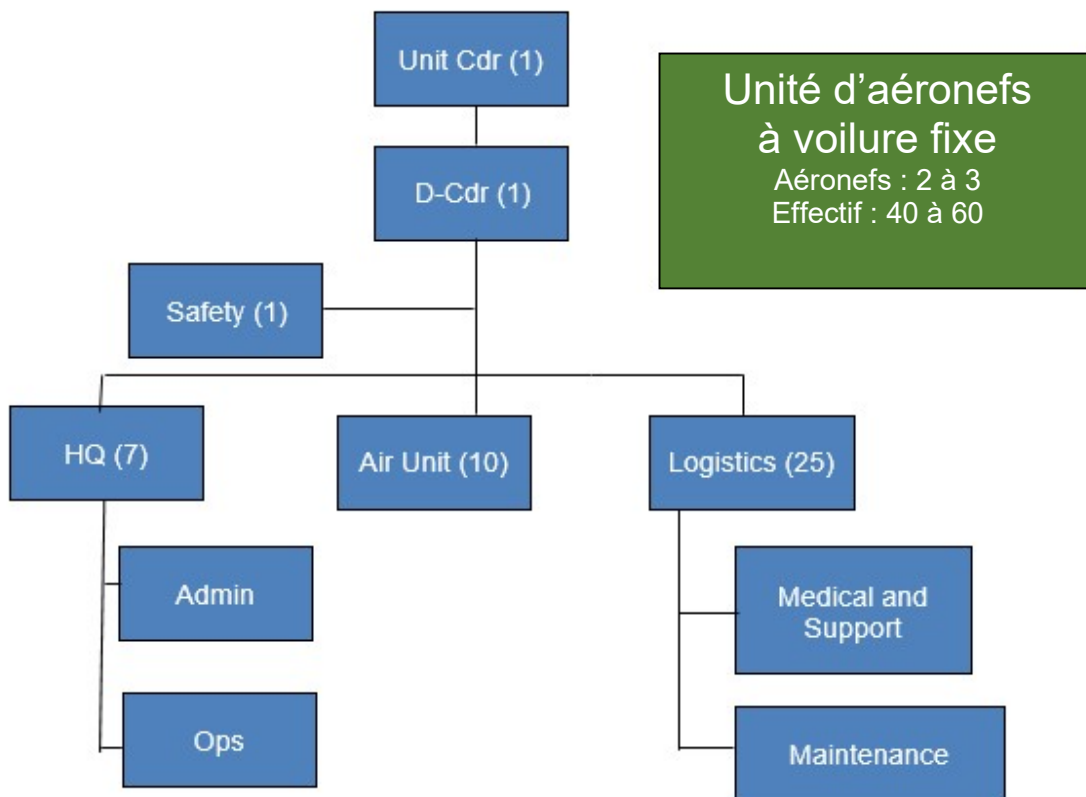 Unit Cdr (1)
Unité d’aéronefs
à voilure fixe
Aéronefs : 2 à 3
Effectif : 40 à 60
D-Cdr (1)
Safety (1)
HQ (7)
Air Unit (10)
Logistics (25)
Admin
Medical and
Support
Ops
Maintenance